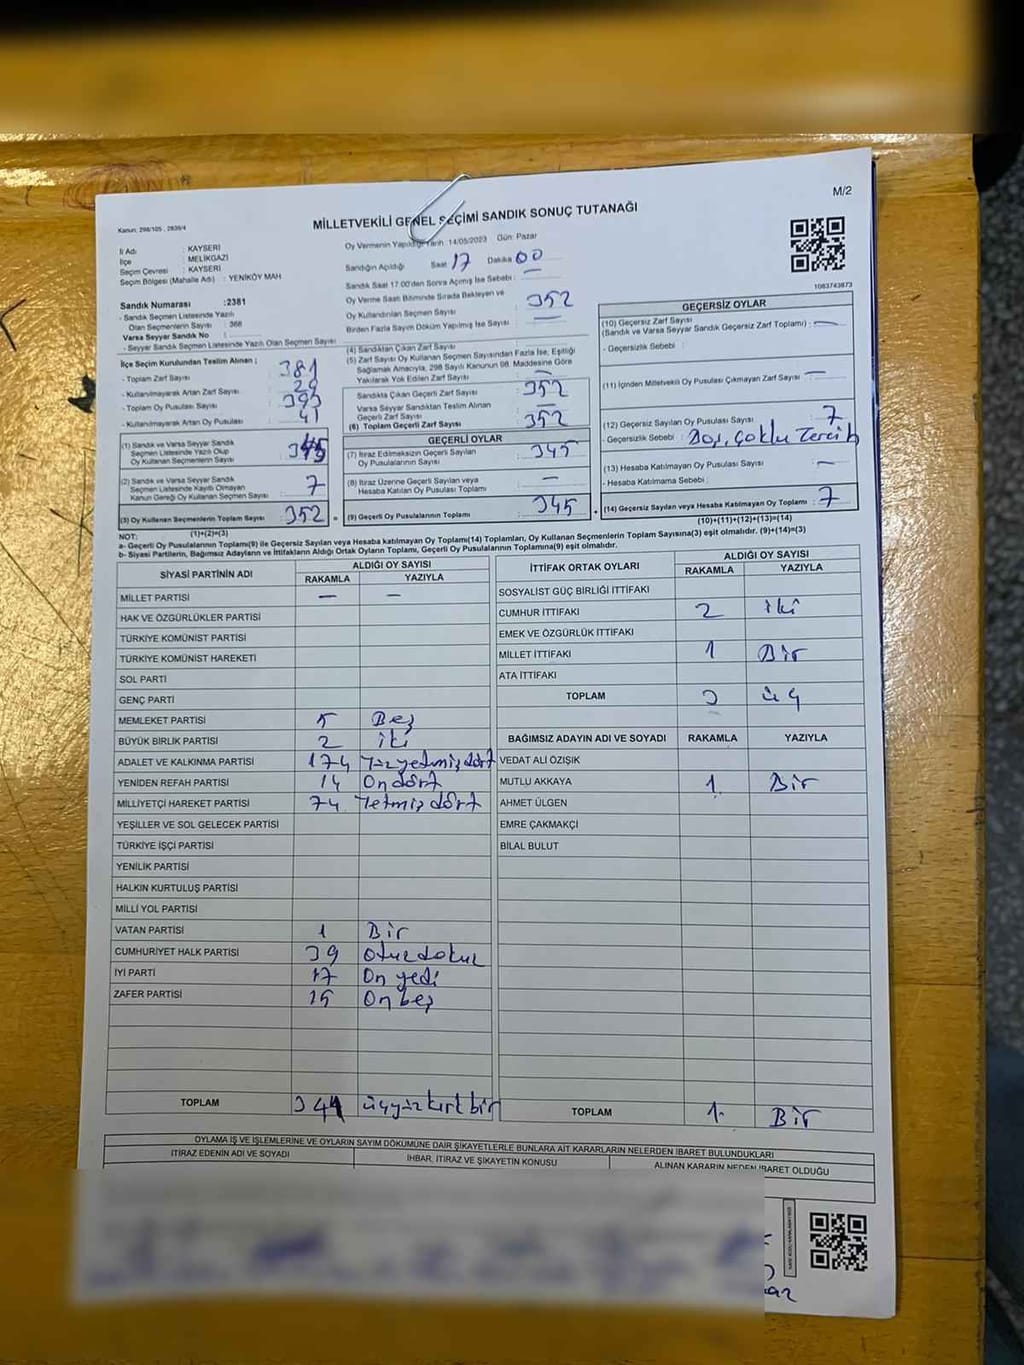 M/2
Kanun; 298/105 , 2839/4
MİLLETVEKİLİ GENEL SEÇİMİ SANDIK SONUÇ TUTANAĞI
İl Adı : KAYSERİ
İlçe : MELİKGAZİ
Seçim Çevresi : KAYSERİ
Seçim Bölgesi (Mahalle Adı) : YENİKÖY MAH
Sandık Numarası :2381
- Sandık Seçmen Listesinde Yazılı
Olan Seçmenlerin Sayısı : 368
Varsa Seyyar Sandık No :
- Seyyar Sandık Seçmen Listesinde Yazılı Olan Seçmen Sayısı
Oy Vermenin Yapıldığı Tarih :14/05/2023 Gün: Pazar
Sandığın Açıldığı Saat 17 Dakika 00
Sandık Saat 17.00'den Sonra Açılmış İse Sebebi : —
Oy Verme Saati Bitiminde Sırada Bekleyen ve
Oy Kullandırılan Seçmen Sayısı : 352
Birden Fazla Sayım Döküm Yapılmış İse Sayısı —
1083743873
İlçe Seçim Kurulundan Teslim Alınan ;
- Toplam Zarf Sayısı : 381
- Kullanılmayarak Artan Zarf Sayısı : 29
- Toplam Oy Pusulası Sayısı : 393
- Kullanılmayarak Artan Oy Pusulası : 41
(1) Sandık ve Varsa Seyyar Sandık
Seçmen Listesinde Yazılı Olup
Oy Kullanan Seçmenlerin Sayısı : 345
(2) Sandık ve Varsa Seyyar Sandık
Seçmen Listesinde Kayıtlı Olmayan
Kanun Gereği Oy Kullanan Seçmen Sayısı : 7
(3) Oy Kullanan Seçmenlerin Toplam Sayısı : 352
(1)+(2)=(3)
(4) Sandıktan Çıkan Zarf Sayısı :
(5) Zarf Sayısı Oy Kullanan Seçmen Sayısından Fazla İse, Eşitliği
Sağlamak Amacıyla, 298 Sayılı Kanunun 98. Maddesine Göre
Yakılarak Yok Edilen Zarf Sayısı : —
Sandıkta Çıkan Geçerli Zarf Sayısı : 352
Varsa Seyyar Sandıktan Teslim Alınan
Geçerli Zarf Sayısı
(6) Toplam Geçerli Zarf Sayısı : 352
GEÇERLİ OYLAR
(7) İtiraz Edilmeksizin Geçerli Sayılan
Oy Pusulalarının Sayısı : 345
(8) İtiraz Üzerine Geçerli Sayılan veya
Hesaba Katılan Oy Pusulası Toplamı : —
(9) Geçerli Oy Pusulalarının Toplamı : 345
GEÇERSİZ OYLAR
(10) Geçersiz Zarf Sayısı
(Sandık ve Varsa Seyyar Sandık Geçersiz Zarf Toplamı) : —
- Geçersizlik Sebebi :
(11) İçinden Milletvekili Oy Pusulası Çıkmayan Zarf Sayısı : —
(12) Geçersiz Sayılan Oy Pusulası Sayısı : 7
- Geçersizlik Sebebi : Boş, Çoklu Tercih
(13) Hesaba Katılmayan Oy Pusulası Sayısı : —
- Hesaba Katılmama Sebebi :
(14) Geçersiz Sayılan veya Hesaba Katılmayan Oy Toplamı : 7
(10)+(11)+(12)+(13)=(14)
NOT:
a- Geçerli Oy Pusulalarının Toplamı(9) ile Geçersiz Sayılan veya Hesaba Katılmayan Oy Toplamı(14) Toplamları, Oy Kullanan Seçmenlerin Toplam Sayısına(3) eşit olmalıdır. (9)+(14)=(3)
b- Siyasi Partilerin, Bağımsız Adayların ve İttifakların Aldığı Ortak Oyların Toplamı, Geçerli Oy Pusulalarının Toplamına(9) eşit olmalıdır.
SİYASİ PARTİNİN ADI ALDIĞI OY SAYISI
RAKAMLA YAZIYLA
MİLLET PARTİSİ — —
HAK VE ÖZGÜRLÜKLER PARTİSİ
TÜRKİYE KOMÜNİST PARTİSİ
TÜRKİYE KOMÜNİST HAREKETİ
SOL PARTİ
GENÇ PARTİ
MEMLEKET PARTİSİ 5 Beş
BÜYÜK BİRLİK PARTİSİ 2 iki
ADALET VE KALKINMA PARTİSİ 174 Yüzyetmişdört
YENİDEN REFAH PARTİSİ 14 Ondört
MİLLİYETÇİ HAREKET PARTİSİ 74 Yetmişdört
YEŞİLLER VE SOL GELECEK PARTİSİ
TÜRKİYE İŞÇİ PARTİSİ
YENİLİK PARTİSİ
HALKIN KURTULUŞ PARTİSİ
MİLLİ YOL PARTİSİ
VATAN PARTİSİ 1 Bir
CUMHURİYET HALK PARTİSİ 39 otuzdokuz
İYİ PARTİ 17 On yedi
ZAFER PARTİSİ 15 On beş
TOPLAM 341 üçyüzkırkbir
İTTİFAK ORTAK OYLARI ALDIĞI OY SAYISI
RAKAMLA YAZIYLA
SOSYALİST GÜÇ BİRLİĞİ İTTİFAKI
CUMHUR İTTİFAKI 2 iki
EMEK VE ÖZGÜRLÜK İTTİFAKI
MİLLET İTTİFAKI 1 Bir
ATA İTTİFAKI
TOPLAM 3 üç
BAĞIMSIZ ADAYIN ADI VE SOYADI RAKAMLA YAZIYLA
VEDAT ALİ ÖZIŞIK
MUTLU AKKAYA 1 Bir
AHMET ÜLGEN
EMRE ÇAKMAKÇİ
BİLAL BULUT
TOPLAM 1 Bir
OYLAMA İŞ VE İŞLEMLERİNE VE OYLARIN SAYIM DÖKÜMÜNE DAİR ŞİKAYETLERLE BUNLARA AİT KARARLARIN NELERDEN İBARET BULUNDUKLARI
İTİRAZ EDENİN ADI VE SOYADI İHBAR, İTİRAZ VE ŞİKAYETİN KONUSU ALINAN KARARIN NEDEN İBARET OLDUĞU